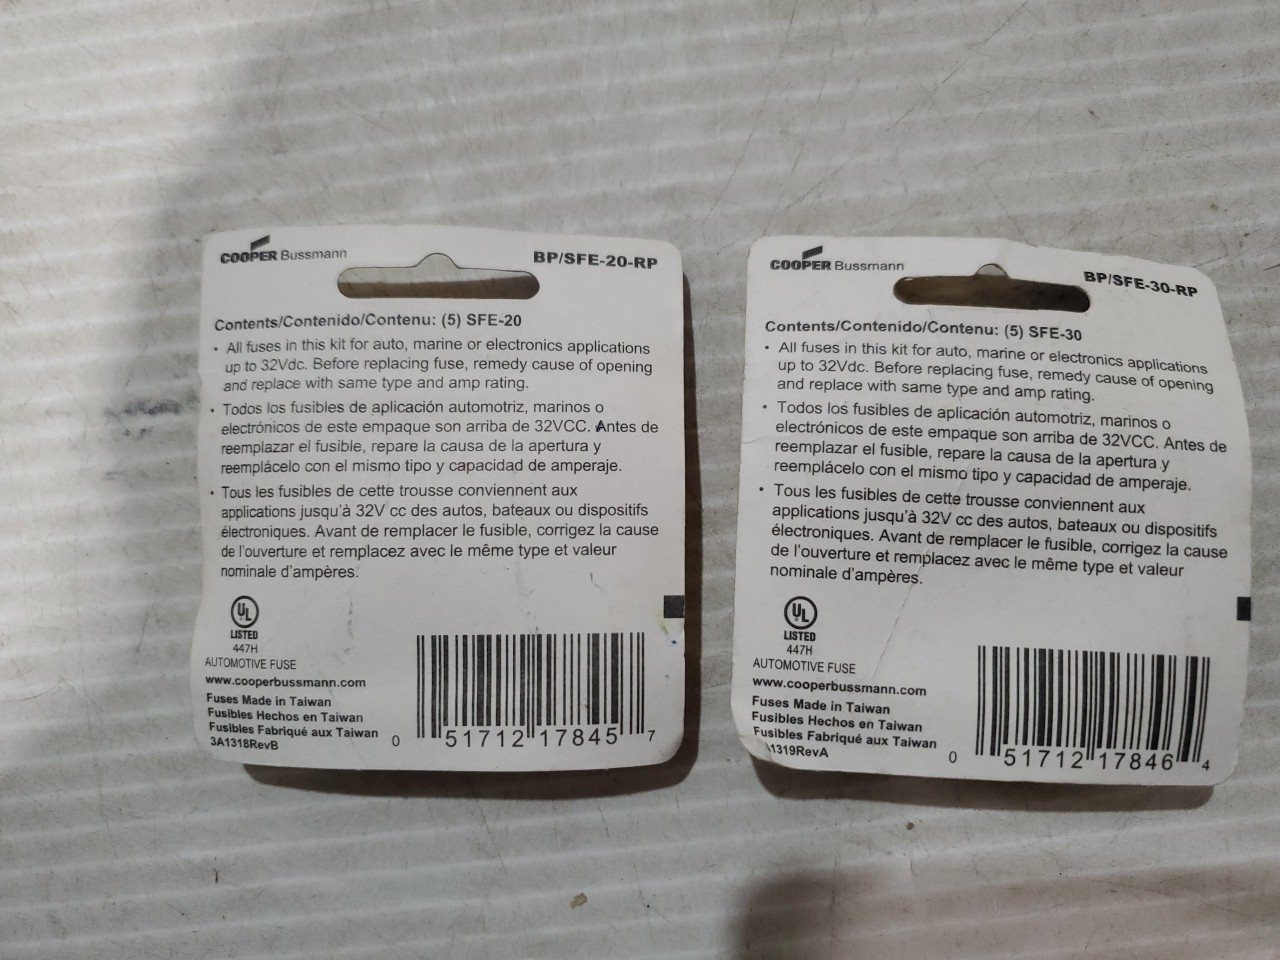 COOPER Bussmann
BP/SFE-20-RP
Contents/Contenido/Contenu: (5) SFE-20
• All fuses in this kit for auto, marine or electronics applications
up to 32Vdc. Before replacing fuse, remedy cause of opening
and replace with same type and amp rating.
• Todos los fusibles de aplicación automotriz, marinos o
electrónicos de este empaque son arriba de 32VCC. Antes de
reemplazar el fusible, repare la causa de la apertura y
reemplácelo con el mismo tipo y capacidad de amperaje.
• Tous les fusibles de cette trousse conviennent aux
applications jusqu'à 32V cc des autos, bateaux ou dispositifs
électroniques. Avant de remplacer le fusible, corrigez la cause
de l'ouverture et remplacez avec le même type et valeur
nominale d'ampères.
UL
LISTED
447H
AUTOMOTIVE FUSE
www.cooperbussmann.com
Fuses Made in Taiwan
Fusibles Hechos en Taiwan
Fusibles Fabriqué aux Taiwan
3A1318RevB
0 51712 17845 7
COOPER Bussmann
BP/SFE-30-RP
Contents/Contenido/Contenu: (5) SFE-30
• All fuses in this kit for auto, marine or electronics applications
up to 32Vdc. Before replacing fuse, remedy cause of opening
and replace with same type and amp rating.
• Todos los fusibles de aplicación automotriz, marinos o
electrónicos de este empaque son arriba de 32VCC. Antes de
reemplazar el fusible, repare la causa de la apertura y
reemplácelo con el mismo tipo y capacidad de amperaje.
• Tous les fusibles de cette trousse conviennent aux
applications jusqu'à 32V cc des autos, bateaux ou dispositifs
électroniques. Avant de remplacer le fusible, corrigez la cause
de l'ouverture et remplacez avec le même type et valeur
nominale d'ampères.
UL
LISTED
447H
AUTOMOTIVE FUSE
www.cooperbussmann.com
Fuses Made in Taiwan
Fusibles Hechos en Taiwan
Fusibles Fabriqué aux Taiwan
1319RevA
0 51712 17846 4